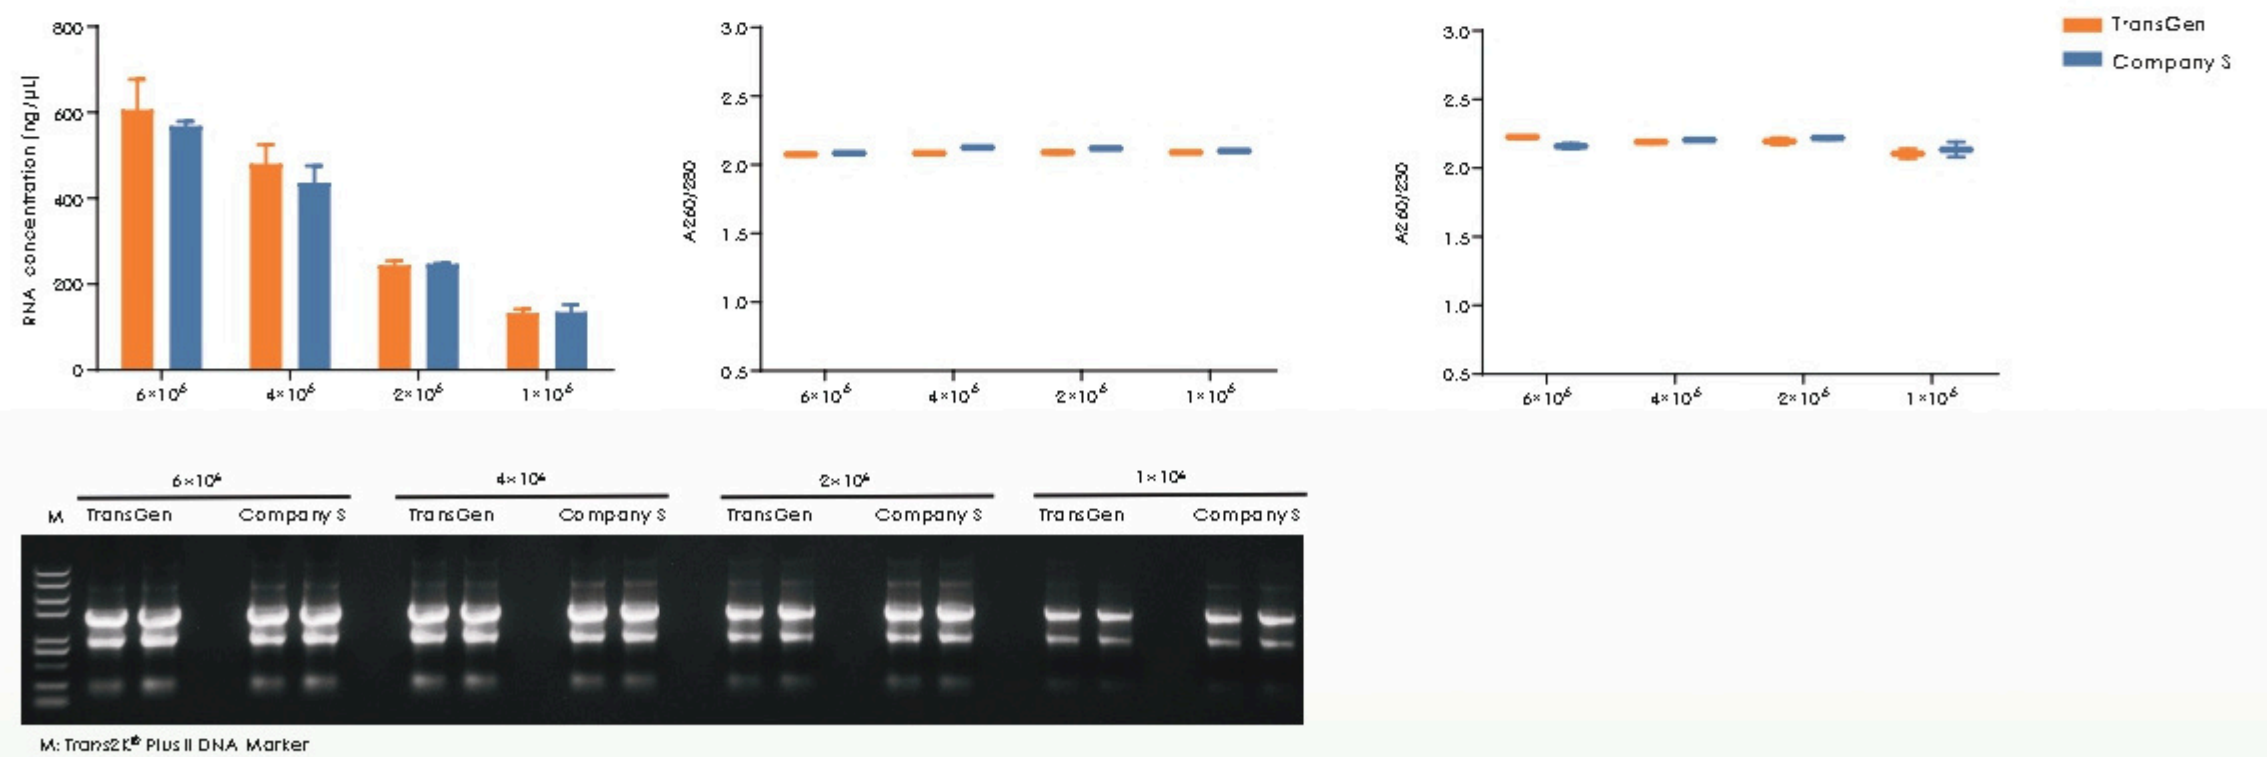 TransGen
Company S
RNA concentration (ng/μL)
800
600
400
200
0
6×10⁶ 4×10⁶ 2×10⁶ 1×10⁶
A260/280
3.0
2.5
2.0
1.5
1.0
0.5
6×10⁶ 4×10⁶ 2×10⁶ 1×10⁶
A260/230
3.0
2.5
2.0
1.5
1.0
0.5
6×10⁶ 4×10⁶ 2×10⁶ 1×10⁶
6×10⁶ 4×10⁶ 2×10⁶ 1×10⁶
M TransGen Company S TransGen Company S TransGen Company S TransGen Company S
M: Trans2K® Plus II DNA Marker